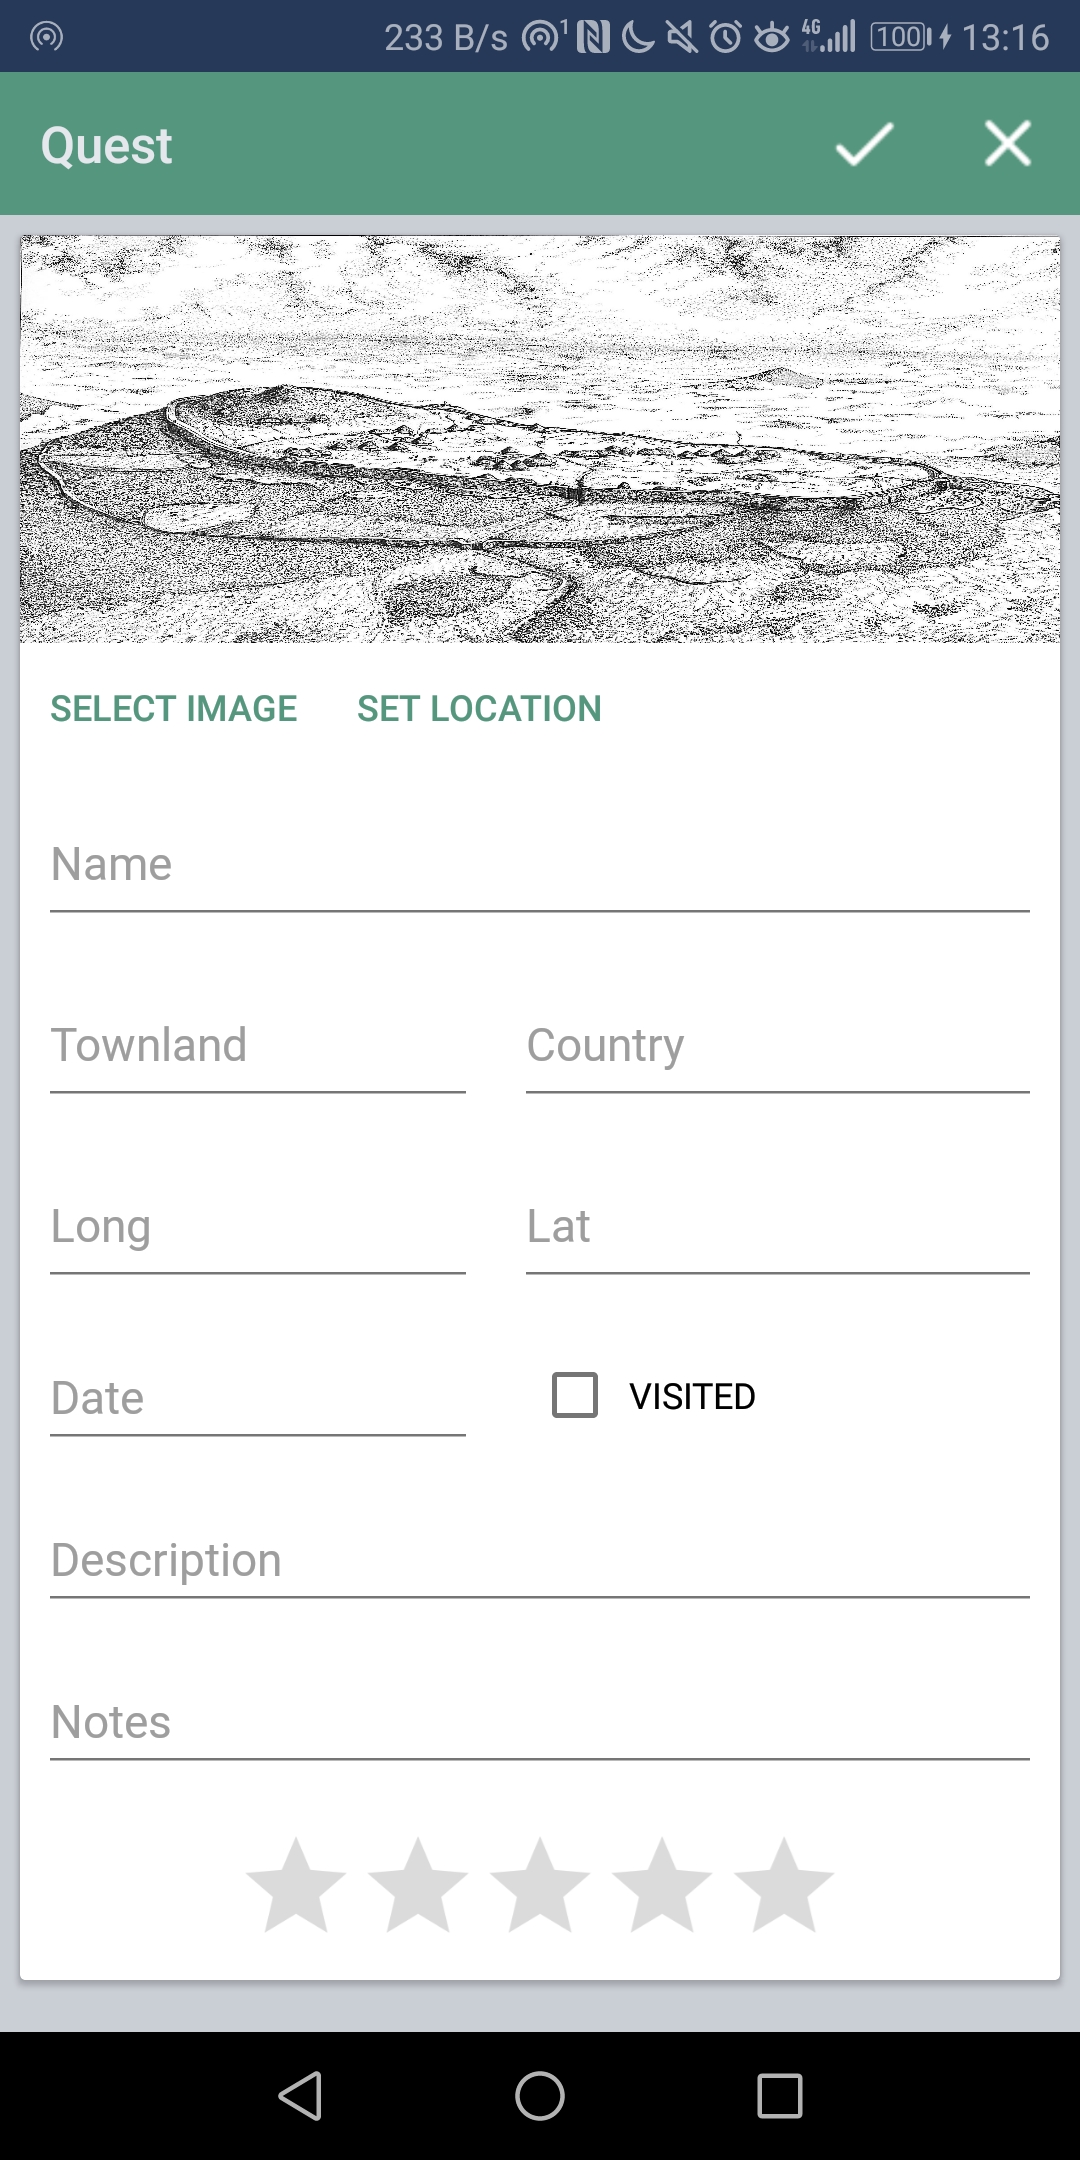 233 B/s 1 4G 100 13:16
Quest
SELECT IMAGE SET LOCATION
Name
Townland Country
Long Lat
Date VISITED
Description
Notes